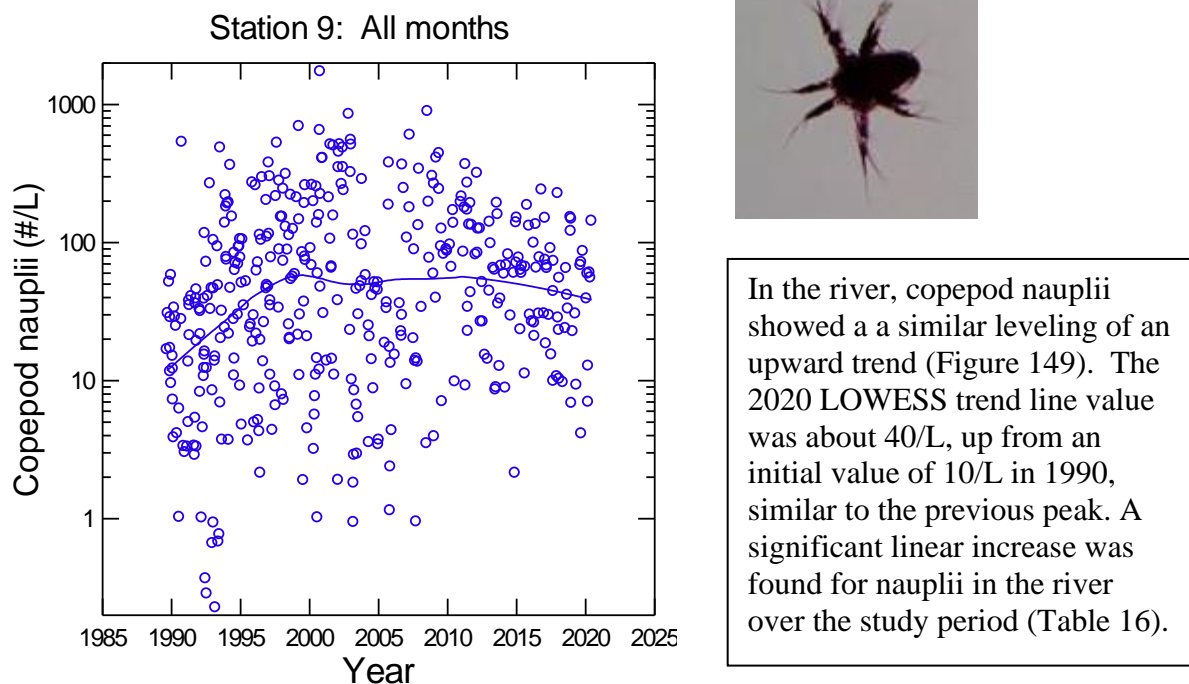 Station 9: All months
Copepod nauplii (#/L)
1000
100
10
1
1985 1990 1995 2000 2005 2010 2015 2020 2025
Year
In the river, copepod nauplii
showed a a similar leveling of an
upward trend (Figure 149). The
2020 LOWESS trend line value
was about 40/L, up from an
initial value of 10/L in 1990,
similar to the previous peak. A
significant linear increase was
found for nauplii in the river
over the study period (Table 16).